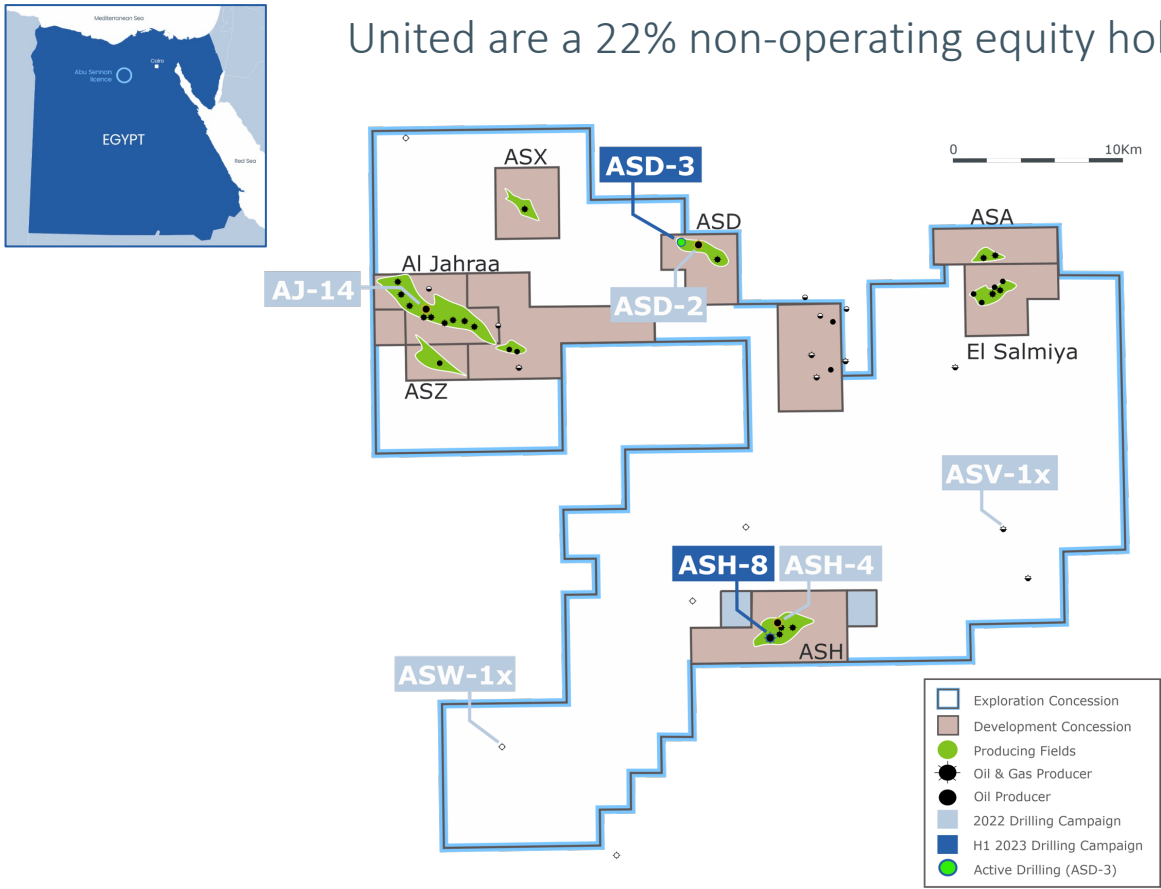 United are a 22% non-operating equity hol
Mediterranean Sea
Cairo
Abu Sennan
licence
EGYPT
Red Sea
0 10Km
ASX
ASD-3
ASD
ASA
Al Jahraa
AJ-14
ASD-2
El Salmiya
ASZ
ASV-1x
ASH-8
ASH-4
ASH
ASW-1x
Exploration Concession
Development Concession
Producing Fields
Oil & Gas Producer
Oil Producer
2022 Drilling Campaign
H1 2023 Drilling Campaign
Active Drilling (ASD-3)